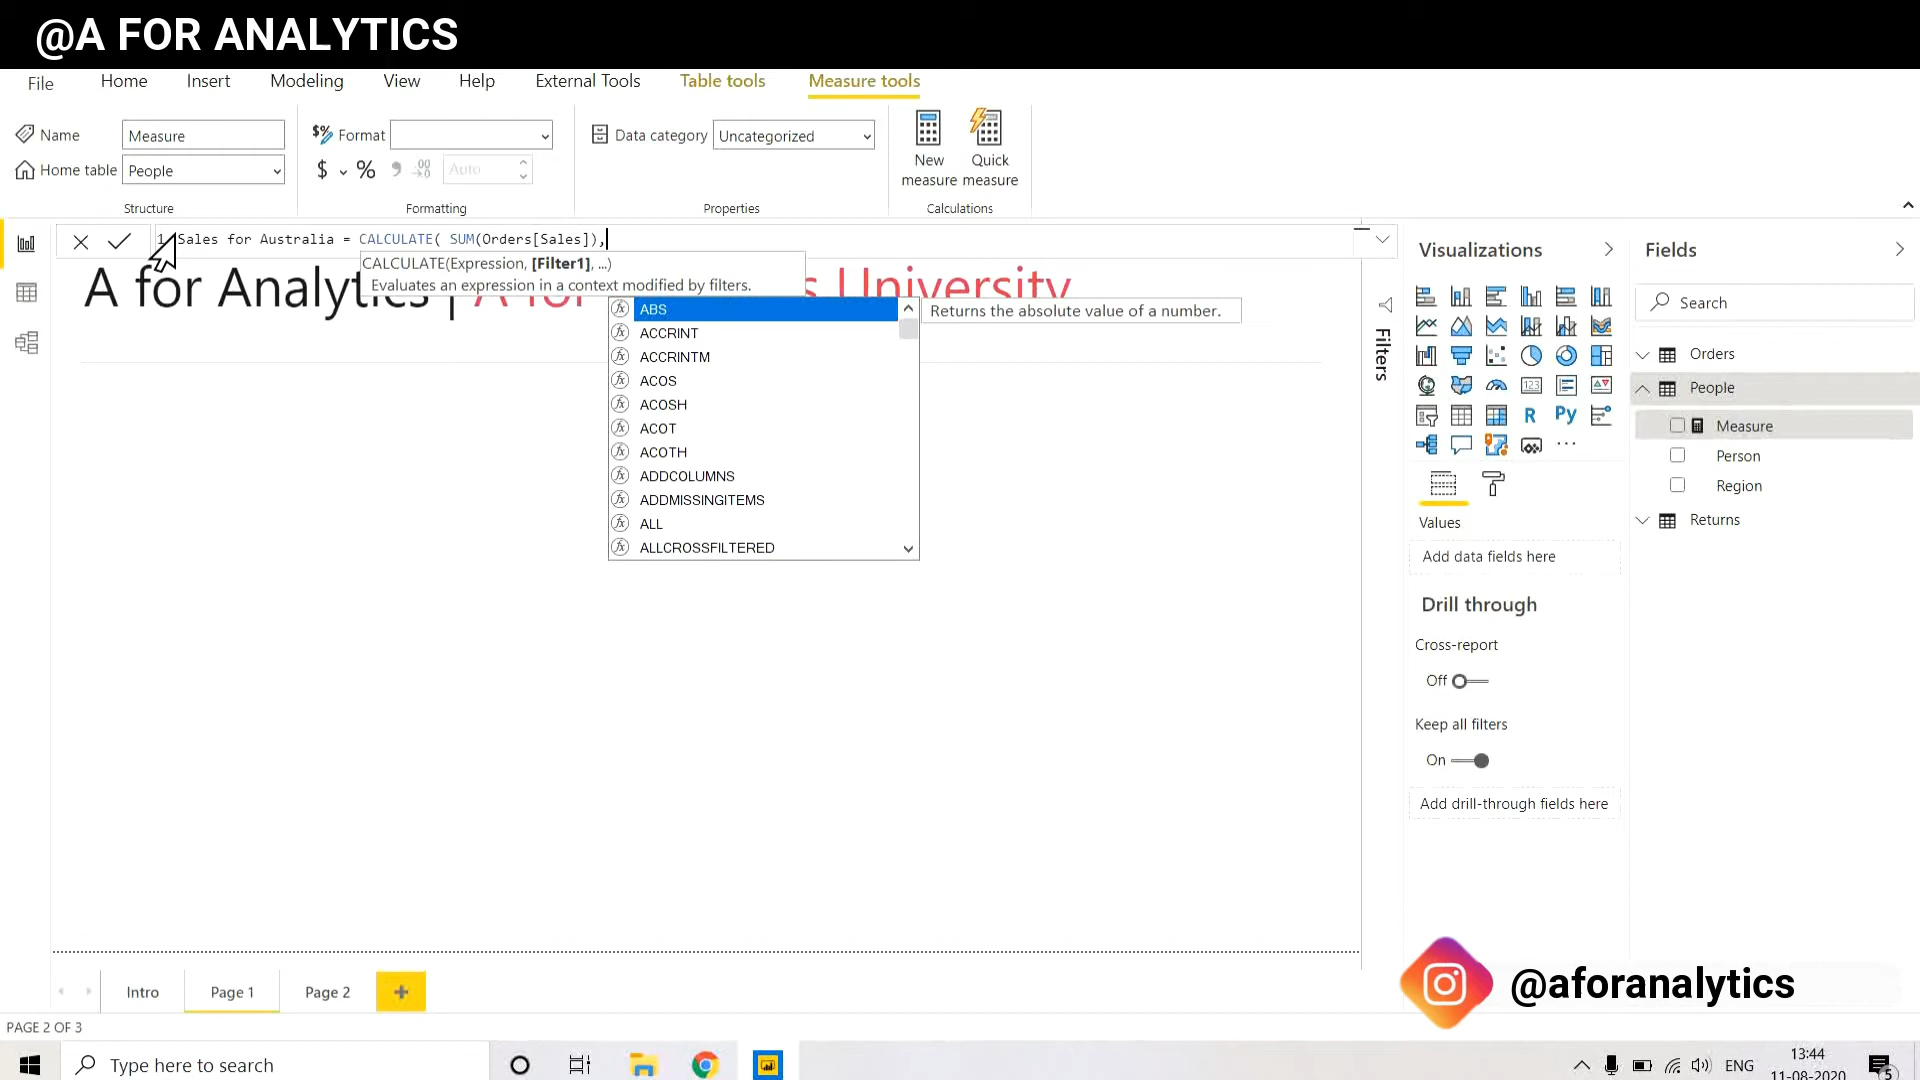 @A FOR ANALYTICS
File Home Insert Modeling View Help External Tools Table tools Measure tools
Name Measure
Home table People
Structure
$% Format
$ % Auto
Formatting
Data category Uncategorized
Properties
New measure
Quick measure
Calculations
1 Sales for Australia = CALCULATE( SUM(Orders[Sales]),
CALCULATE(Expression, [Filter1], ...)
Evaluates an expression in a context modified by filters.
A for Analytics | A for
University
ABS
ACCRINT
ACCRINTM
ACOS
ACOSH
ACOT
ACOTH
ADDCOLUMNS
ADDMISSINGITEMS
ALL
ALLCROSSFILTERED
Returns the absolute value of a number.
Filters
Visualizations
R Py
123
Values
Add data fields here
Drill through
Cross-report
Off
Keep all filters
On
Add drill-through fields here
Fields
Search
Orders
People
Measure
Person
Region
Returns
Intro Page 1 Page 2 +
PAGE 2 OF 3
@aforanalytics
Type here to search
ENG
13:44
11-08-2020
5